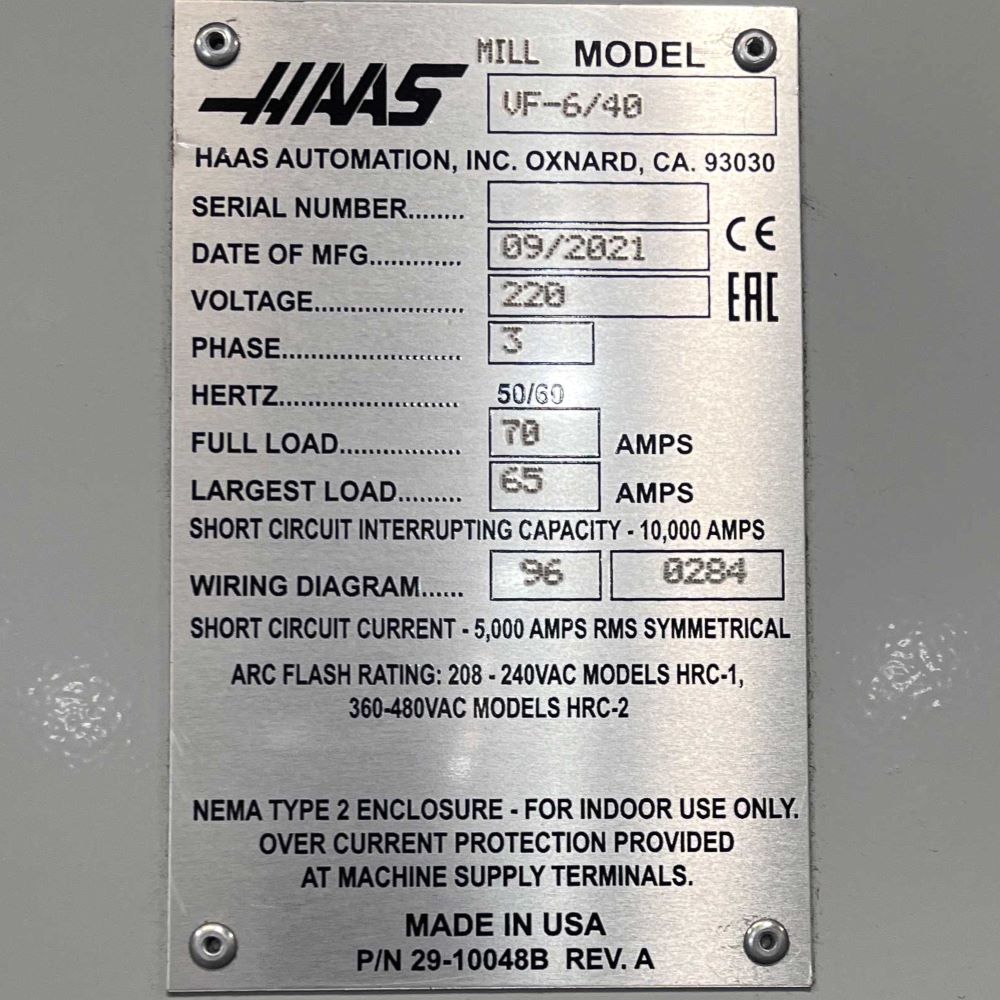 HAAS
MILL MODEL
VF-6/40
HAAS AUTOMATION, INC. OXNARD, CA. 93030
SERIAL NUMBER........
DATE OF MFG............. 09/2021
VOLTAGE..................... 220
PHASE......................... 3
HERTZ......................... 50/60
FULL LOAD................. 70 AMPS
LARGEST LOAD......... 65 AMPS
SHORT CIRCUIT INTERRUPTING CAPACITY - 10,000 AMPS
WIRING DIAGRAM...... 96 0284
SHORT CIRCUIT CURRENT - 5,000 AMPS RMS SYMMETRICAL
ARC FLASH RATING: 208 - 240VAC MODELS HRC-1,
360-480VAC MODELS HRC-2
NEMA TYPE 2 ENCLOSURE - FOR INDOOR USE ONLY.
OVER CURRENT PROTECTION PROVIDED
AT MACHINE SUPPLY TERMINALS.
MADE IN USA
P/N 29-10048B REV. A
CE
EAC